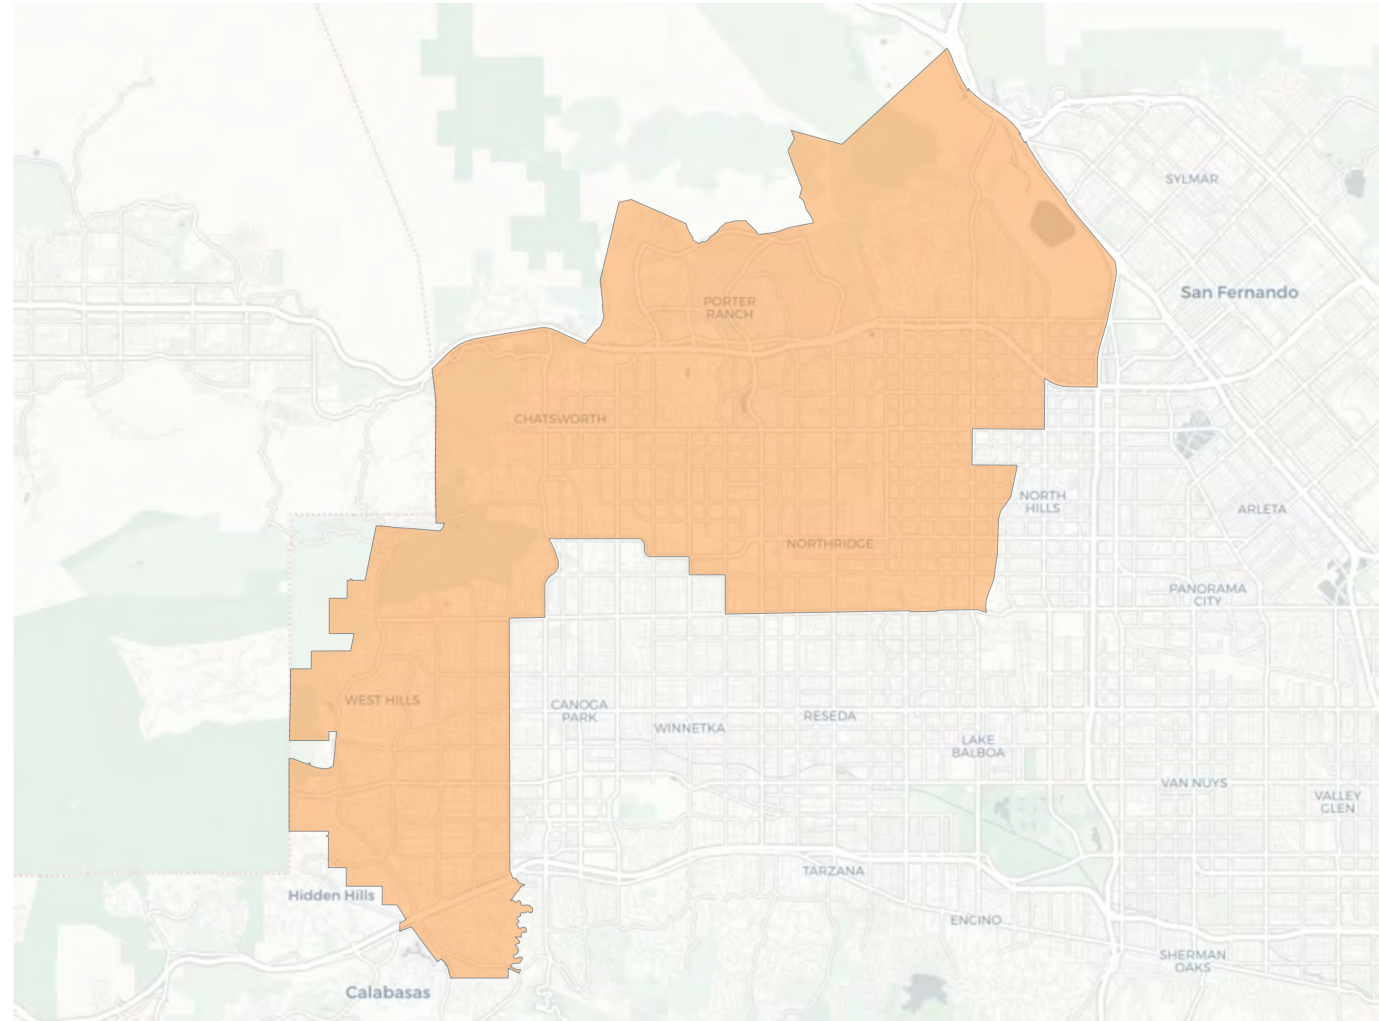 SYLMAR
San Fernando
PORTER
RANCH
CHATSWORTH
NORTH
HILLS
ARLETA
NORTHRIDGE
PANORAMA
CITY
WEST HILLS
CANOGA
PARK
WINNETKA
RESEDA
LAKE
BALBOA
VAN NUYS
VALLEY
GLEN
TARZANA
Hidden Hills
ENCINO
SHERMAN
OAKS
Calabasas